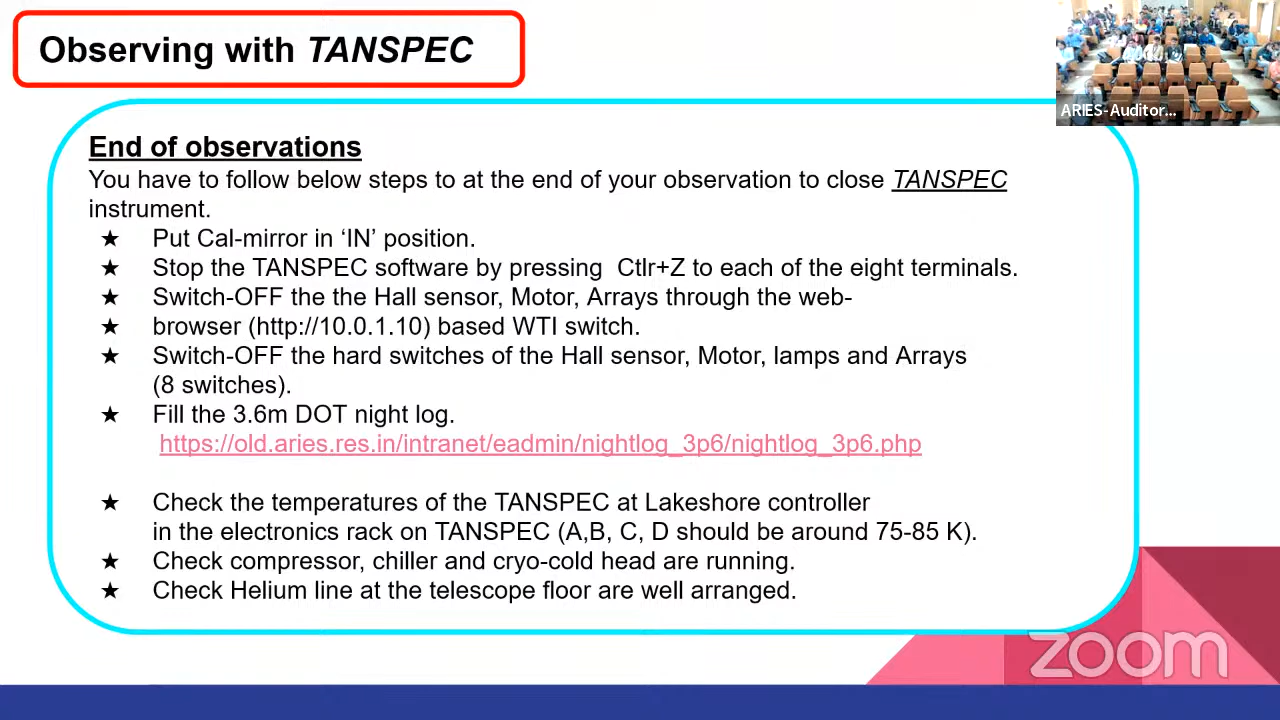 Observing with TANSPEC
ARIES-Auditor...
End of observations
You have to follow below steps to at the end of your observation to close TANSPEC
instrument.
★ Put Cal-mirror in ‘IN’ position.
★ Stop the TANSPEC software by pressing Ctlr+Z to each of the eight terminals.
★ Switch-OFF the the Hall sensor, Motor, Arrays through the web-
★ browser (http://10.0.1.10) based WTI switch.
★ Switch-OFF the hard switches of the Hall sensor, Motor, lamps and Arrays
(8 switches).
★ Fill the 3.6m DOT night log.
https://old.aries.res.in/intranet/eadmin/nightlog_3p6/nightlog_3p6.php
★ Check the temperatures of the TANSPEC at Lakeshore controller
in the electronics rack on TANSPEC (A,B, C, D should be around 75-85 K).
★ Check compressor, chiller and cryo-cold head are running.
★ Check Helium line at the telescope floor are well arranged.
zoom